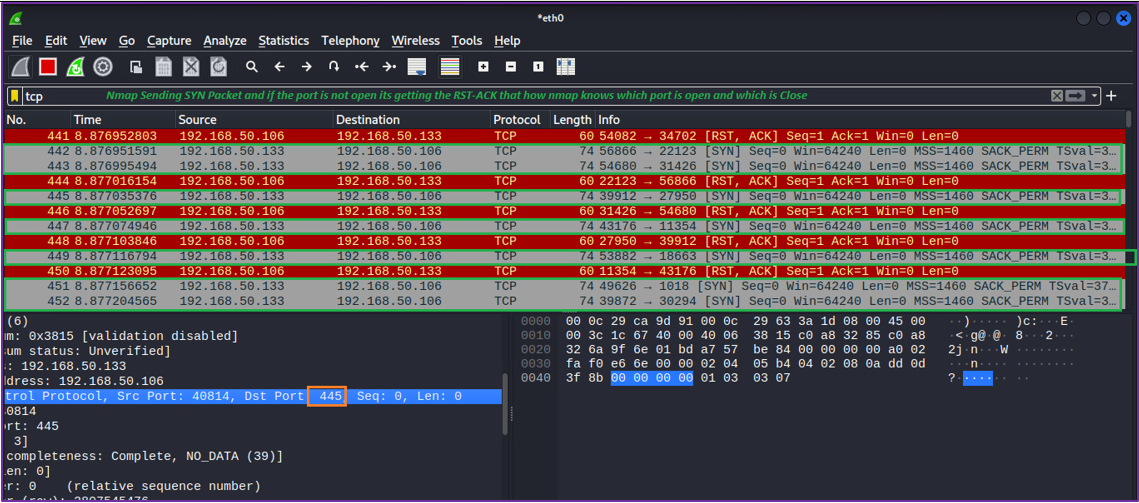 *eth0
File Edit View Go Capture Analyze Statistics Telephony Wireless Tools Help
tcp Nmap Sending SYN Packet and if the port is not open its getting the RST-ACK that how nmap knows which port is open and which is Close
No. Time Source Destination Protocol Length Info
441 8.876952803 192.168.50.106 192.168.50.133 TCP 60 54082 → 34702 [RST, ACK] Seq=1 Ack=1 Win=0 Len=0
442 8.876951591 192.168.50.133 192.168.50.106 TCP 74 56866 → 22123 [SYN] Seq=0 Win=64240 Len=0 MSS=1460 SACK_PERM TSval=3…
443 8.876995494 192.168.50.133 192.168.50.106 TCP 74 54680 → 31426 [SYN] Seq=0 Win=64240 Len=0 MSS=1460 SACK_PERM TSval=3…
444 8.877016154 192.168.50.106 192.168.50.133 TCP 60 22123 → 56866 [RST, ACK] Seq=1 Ack=1 Win=0 Len=0
445 8.877035376 192.168.50.133 192.168.50.106 TCP 74 39912 → 27950 [SYN] Seq=0 Win=64240 Len=0 MSS=1460 SACK_PERM TSval=3…
446 8.877052697 192.168.50.106 192.168.50.133 TCP 60 31426 → 54680 [RST, ACK] Seq=1 Ack=1 Win=0 Len=0
447 8.877074946 192.168.50.133 192.168.50.106 TCP 74 43176 → 11354 [SYN] Seq=0 Win=64240 Len=0 MSS=1460 SACK_PERM TSval=3…
448 8.877103846 192.168.50.106 192.168.50.133 TCP 60 27950 → 39912 [RST, ACK] Seq=1 Ack=1 Win=0 Len=0
449 8.877116794 192.168.50.133 192.168.50.106 TCP 74 53882 → 18663 [SYN] Seq=0 Win=64240 Len=0 MSS=1460 SACK_PERM TSval=3…
450 8.877123095 192.168.50.106 192.168.50.133 TCP 60 11354 → 43176 [RST, ACK] Seq=1 Ack=1 Win=0 Len=0
451 8.877156652 192.168.50.133 192.168.50.106 TCP 74 49626 → 1018 [SYN] Seq=0 Win=64240 Len=0 MSS=1460 SACK_PERM TSval=37…
452 8.877204565 192.168.50.133 192.168.50.106 TCP 74 39872 → 30294 [SYN] Seq=0 Win=64240 Len=0 MSS=1460 SACK_PERM TSval=3…
(6)
um: 0x3815 [validation disabled]
sum status: Unverified]
s: 192.168.50.133
ddress: 192.168.50.106
trol Protocol, Src Port: 40814, Dst Port 445 Seq: 0, Len: 0
40814
ort: 445
3]
completeness: Complete, NO_DATA (39)]
Len: 0]
er: 0 (relative sequence number)
0000 00 0c 29 ca 9d 91 00 0c 29 63 3a 1d 08 00 45 00 ··)····· )c:···E·
0010 00 3c 1c 67 40 00 40 06 38 15 c0 a8 32 85 c0 a8 ·<·g@·@· 8···2···
0020 32 6a 9f 6e 01 bd a7 57 be 84 00 00 00 00 a0 02 2j·n···W ········
0030 fa f0 e6 6e 00 00 02 04 05 b4 04 02 08 0a dd 0d ···n···· ········
0040 3f 8b 00 00 00 00 01 03 03 07 ?······· ··